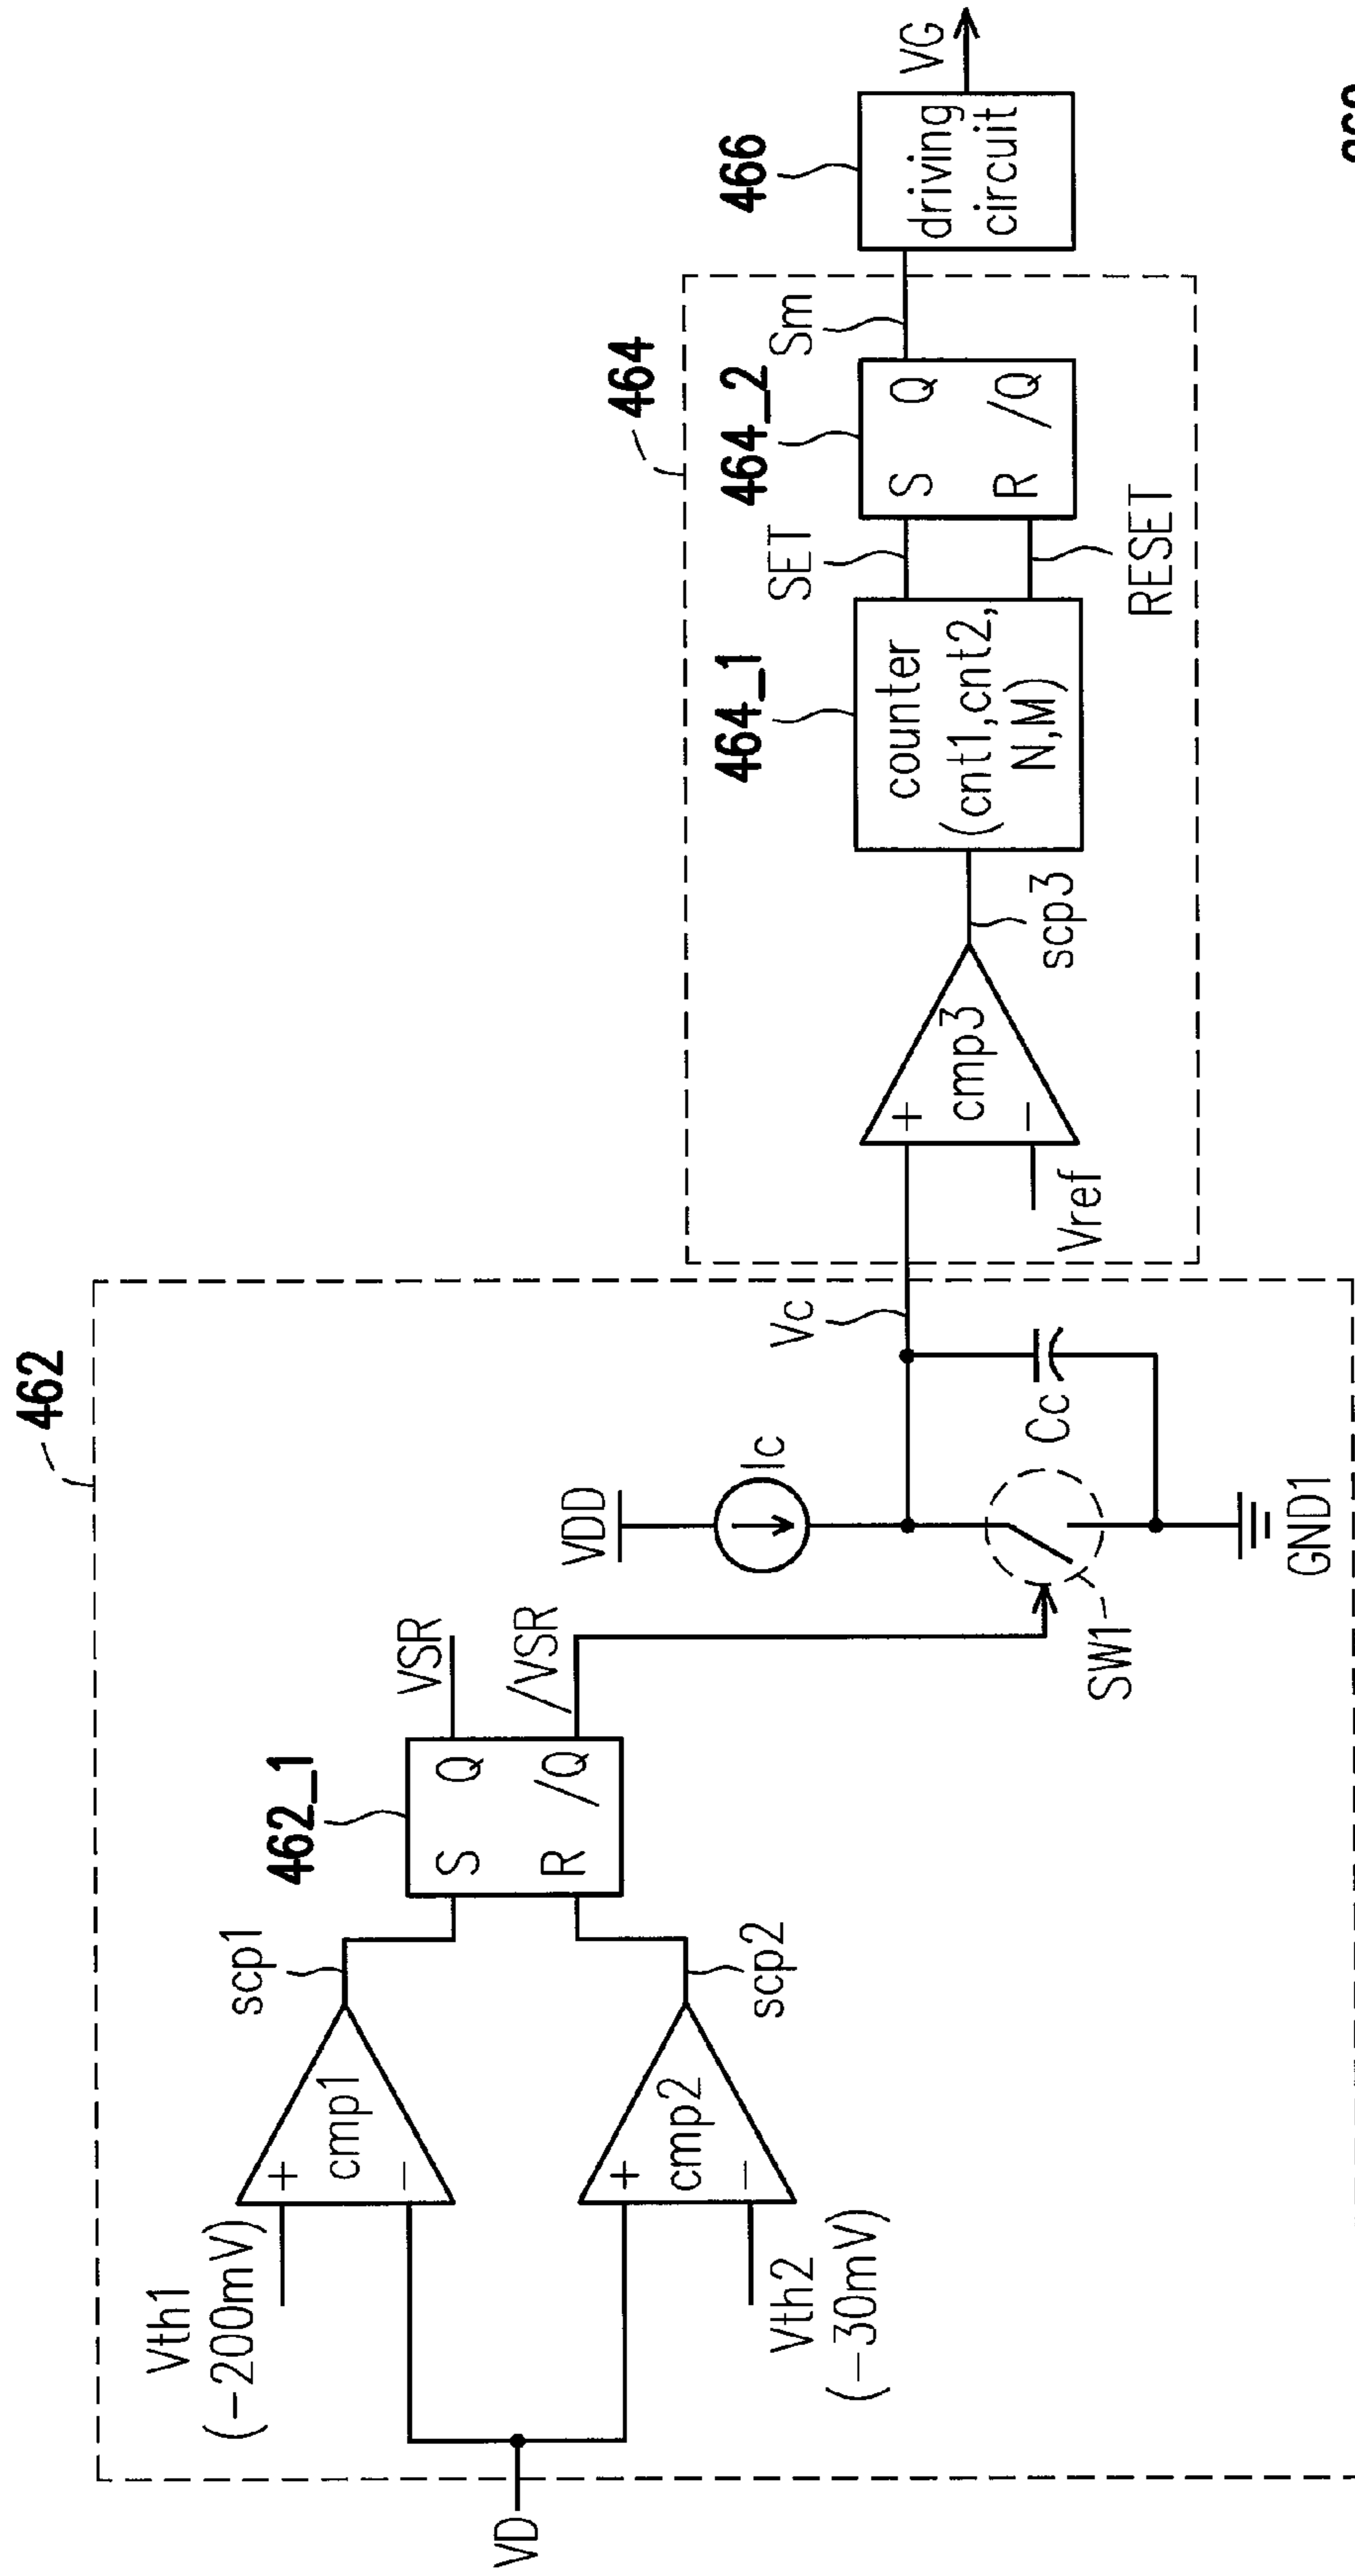 462
VD
Vth1
(-200mV)
+
-
cmp1
scp1
Vth2
(-30mV)
+
-
cmp2
scp2
462_1
S
Q
R
/Q
VSR
/VSR
VDD
Ic
SW1
Cc
GND1
Vc
464
Vref
+
-
cmp3
scp3
464_1
counter
(cnt1,cnt2,
N,M)
SET
RESET
464_2
S
Q
R
/Q
Sm
466
driving
circuit
VG